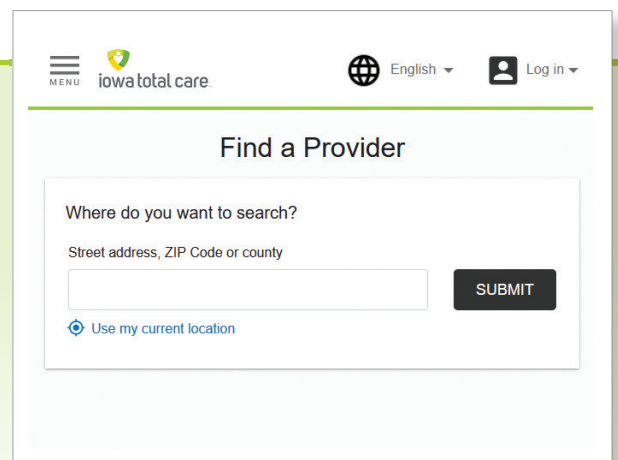 MENU
iowa total care.
English
Log in
Find a Provider
Where do you want to search?
Street address, ZIP Code or county
SUBMIT
Use my current location